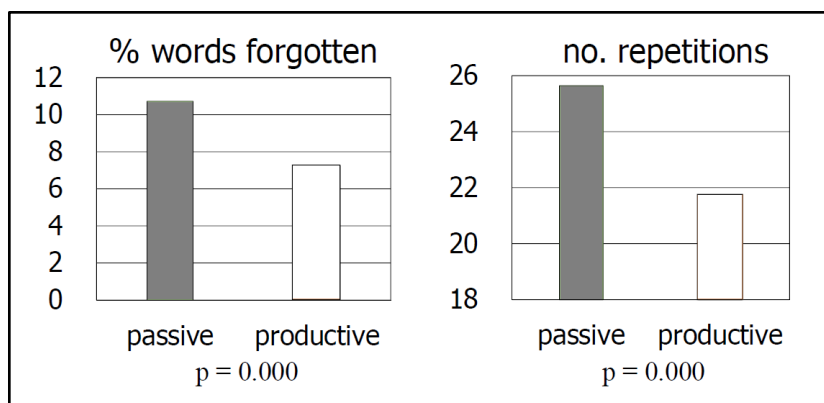 % words forgotten
12
10
8
6
4
2
0
passive productive
p = 0.000
no. repetitions
26
24
22
20
18
passive productive
p = 0.000